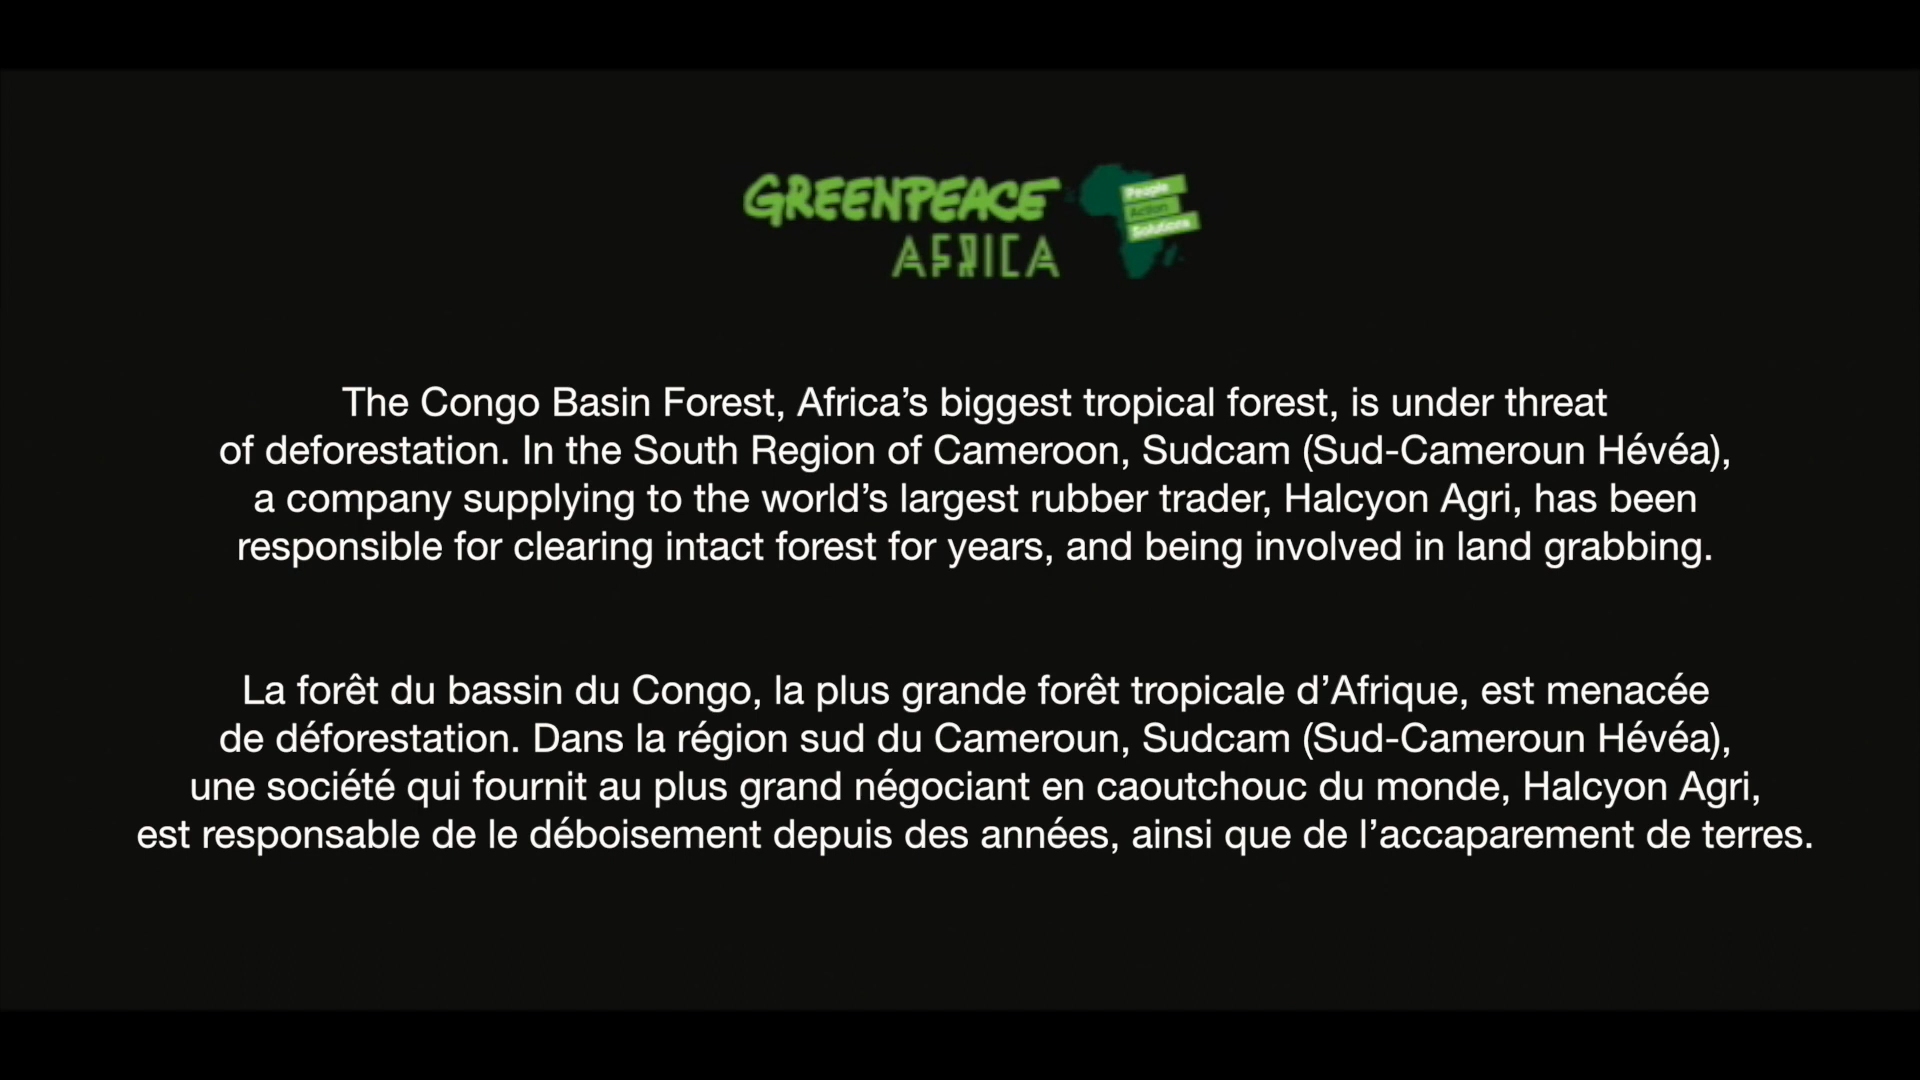 GREENPEACE
AFRICA
People
Action
Solutions
The Congo Basin Forest, Africa’s biggest tropical forest, is under threat
of deforestation. In the South Region of Cameroon, Sudcam (Sud-Cameroun Hévéa),
a company supplying to the world’s largest rubber trader, Halcyon Agri, has been
responsible for clearing intact forest for years, and being involved in land grabbing.
La forêt du bassin du Congo, la plus grande forêt tropicale d’Afrique, est menacée
de déforestation. Dans la région sud du Cameroun, Sudcam (Sud-Cameroun Hévéa),
une société qui fournit au plus grand négociant en caoutchouc du monde, Halcyon Agri,
est responsable de le déboisement depuis des années, ainsi que de l’accaparement de terres.